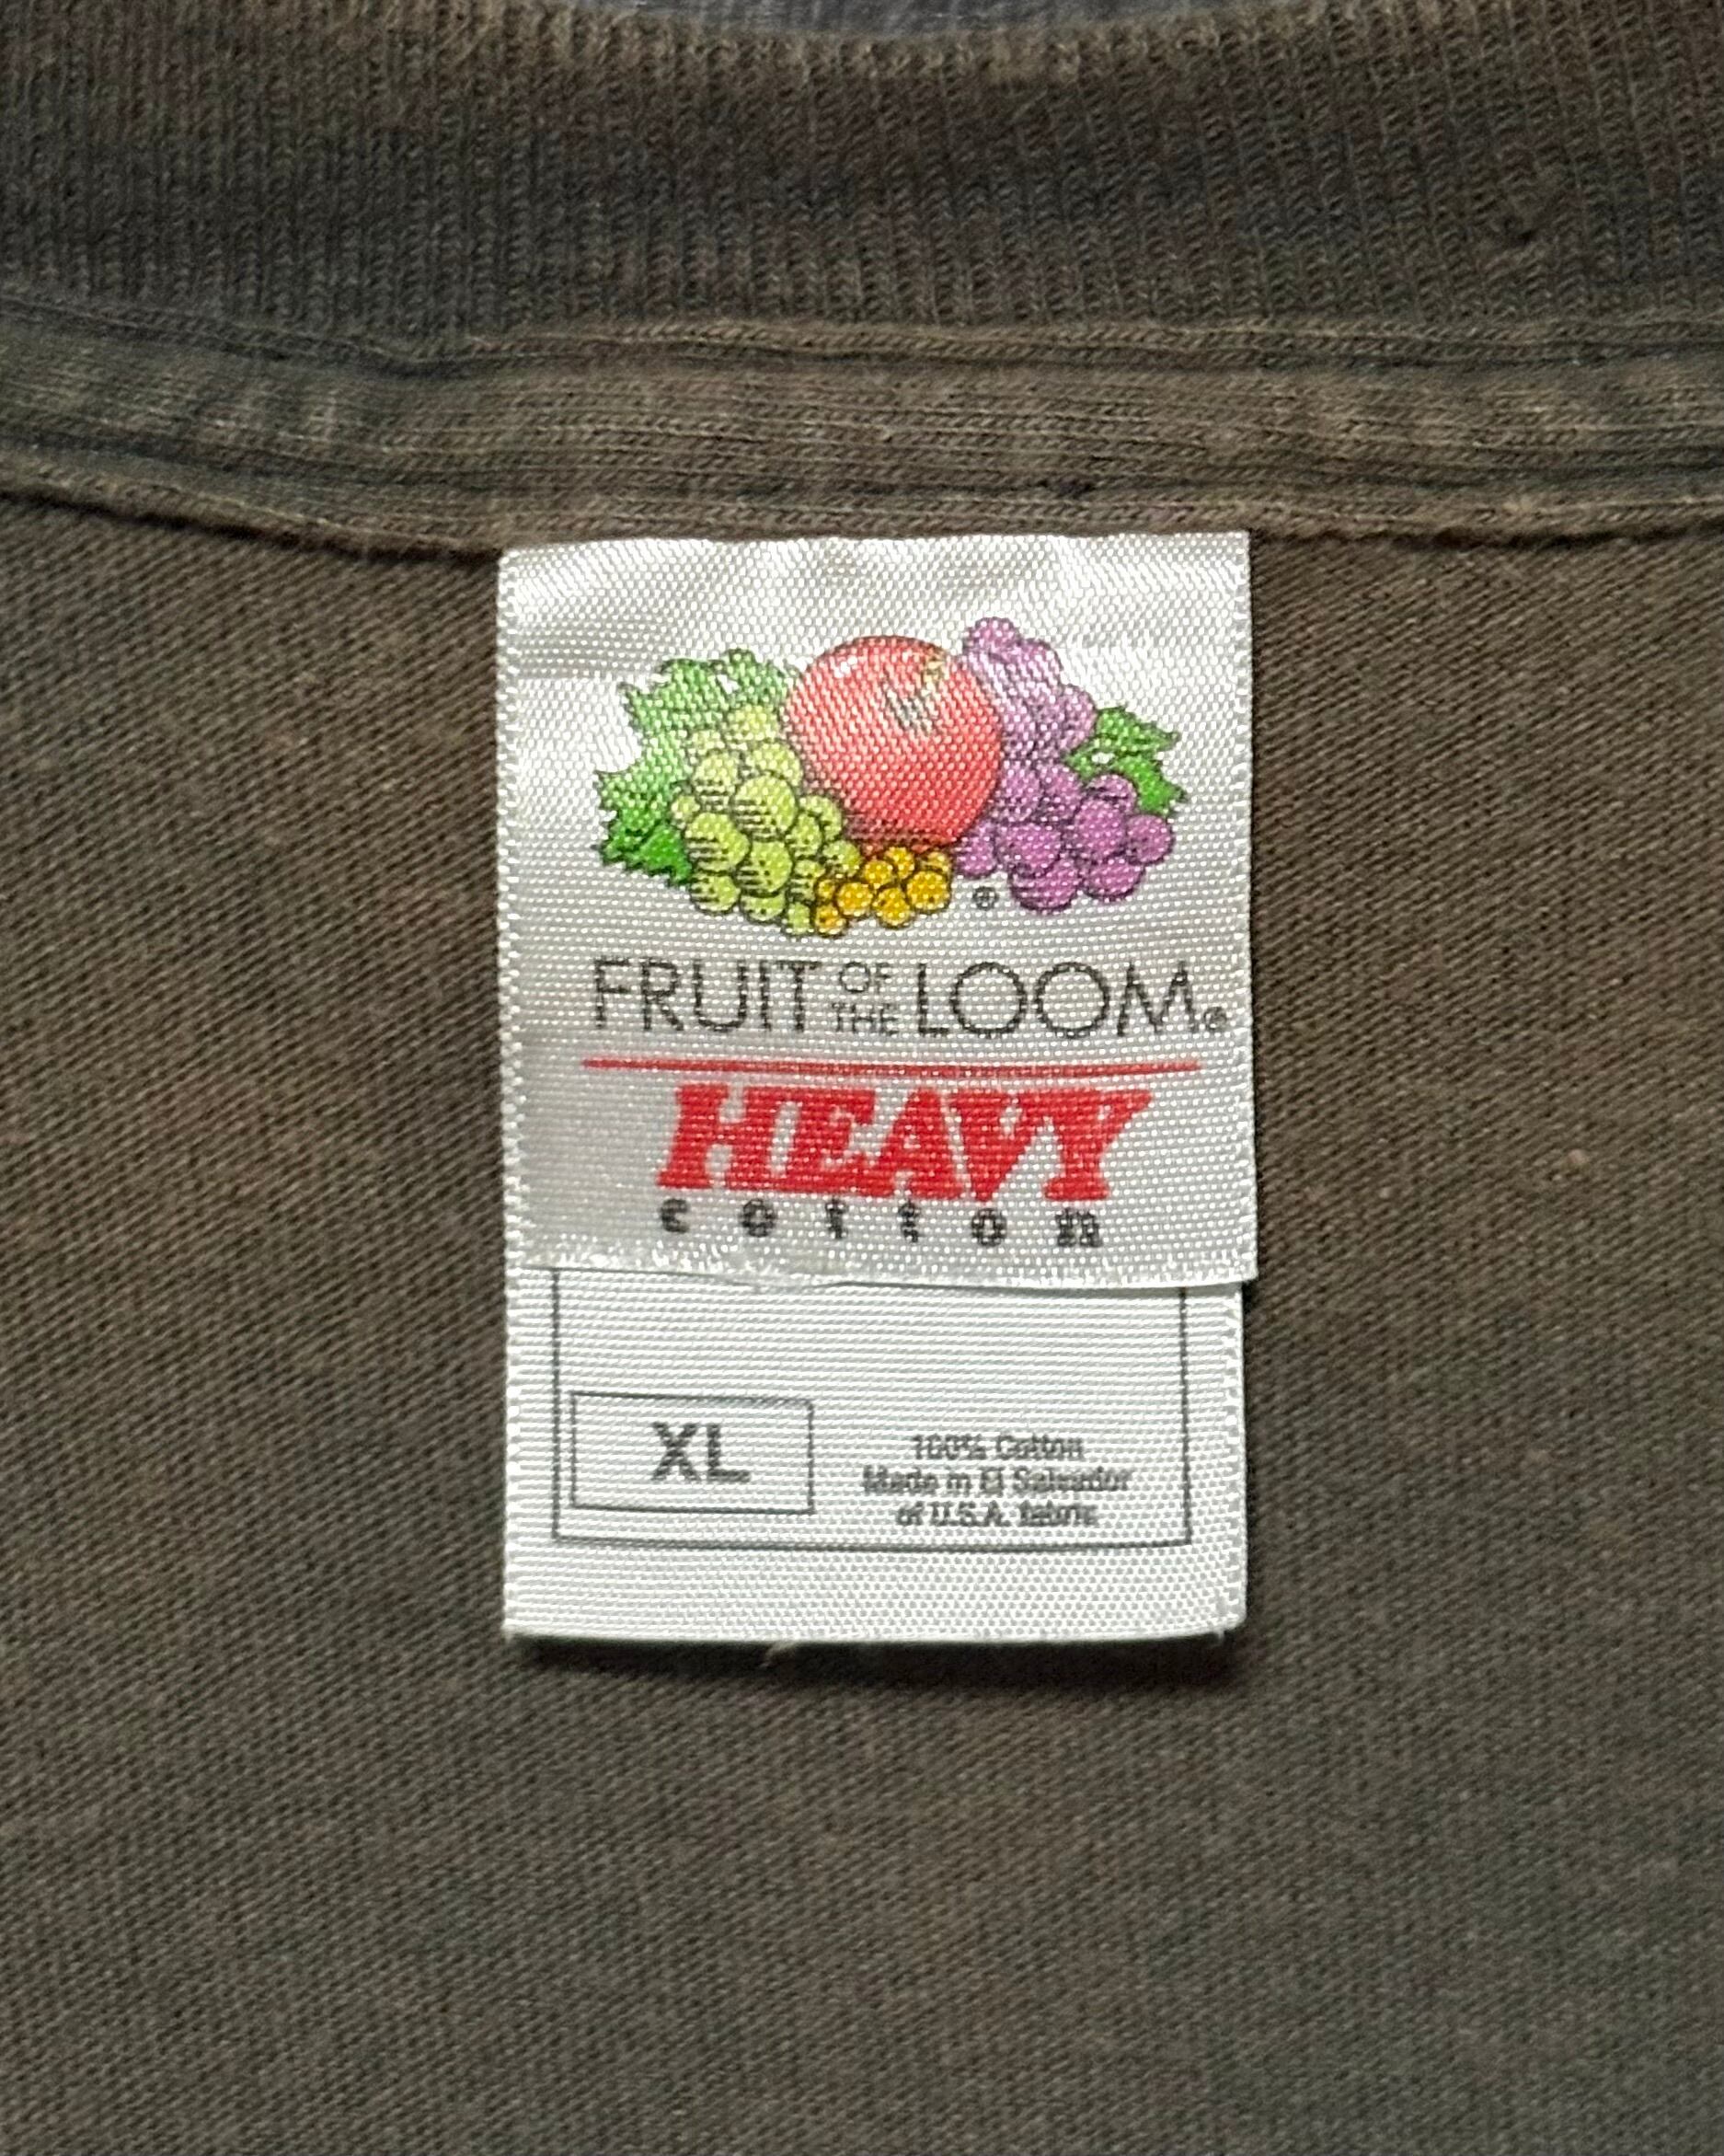 ®
FRUIT OF THE LOOM®
HEAVY
cotton
XL
100% Cotton
Made in El Salvador
of U.S.A. fabric